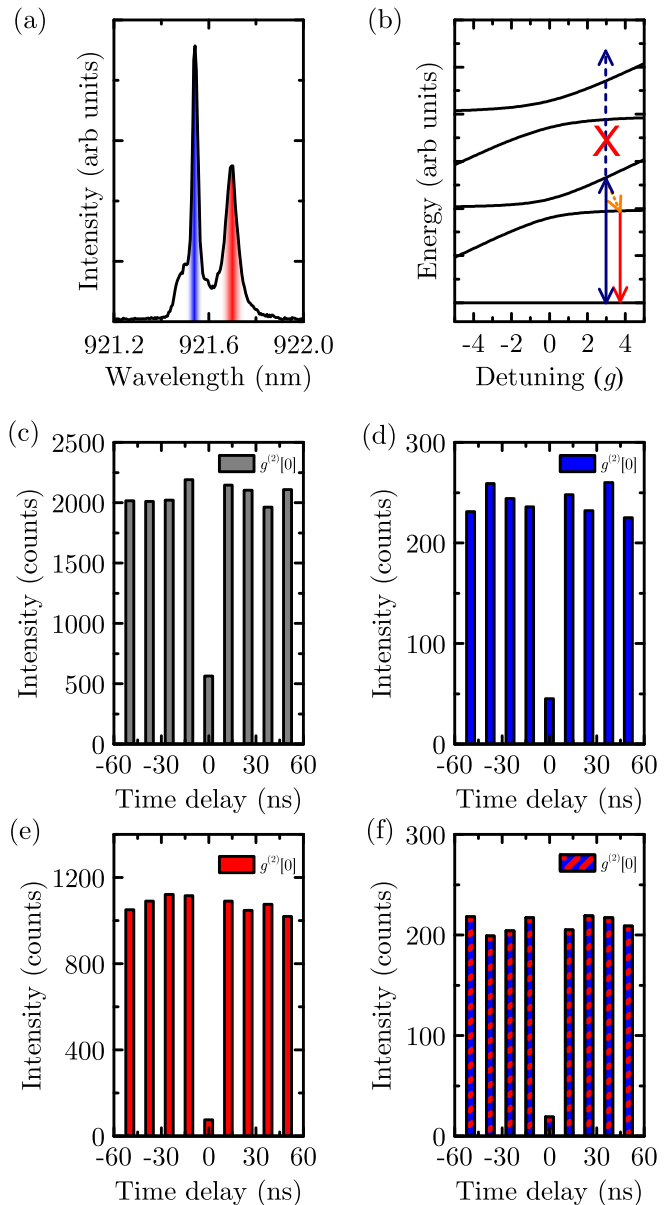 (a)
Intensity (arb units)
921.2 921.6 922.0
Wavelength (nm)
(b)
Energy (arb units)
X
-4 -2 0 2 4
Detuning (g)
(c)
Intensity (counts)
2500
2000
1500
1000
500
0
g(2)[0]
-60 -30 0 30 60
Time delay (ns)
(d)
Intensity (counts)
300
200
100
0
g(2)[0]
-60 -30 0 30 60
Time delay (ns)
(e)
Intensity (counts)
1200
800
400
0
g(2)[0]
-60 -30 0 30 60
Time delay (ns)
(f)
Intensity (counts)
300
200
100
0
g(2)[0]
-60 -30 0 30 60
Time delay (ns)